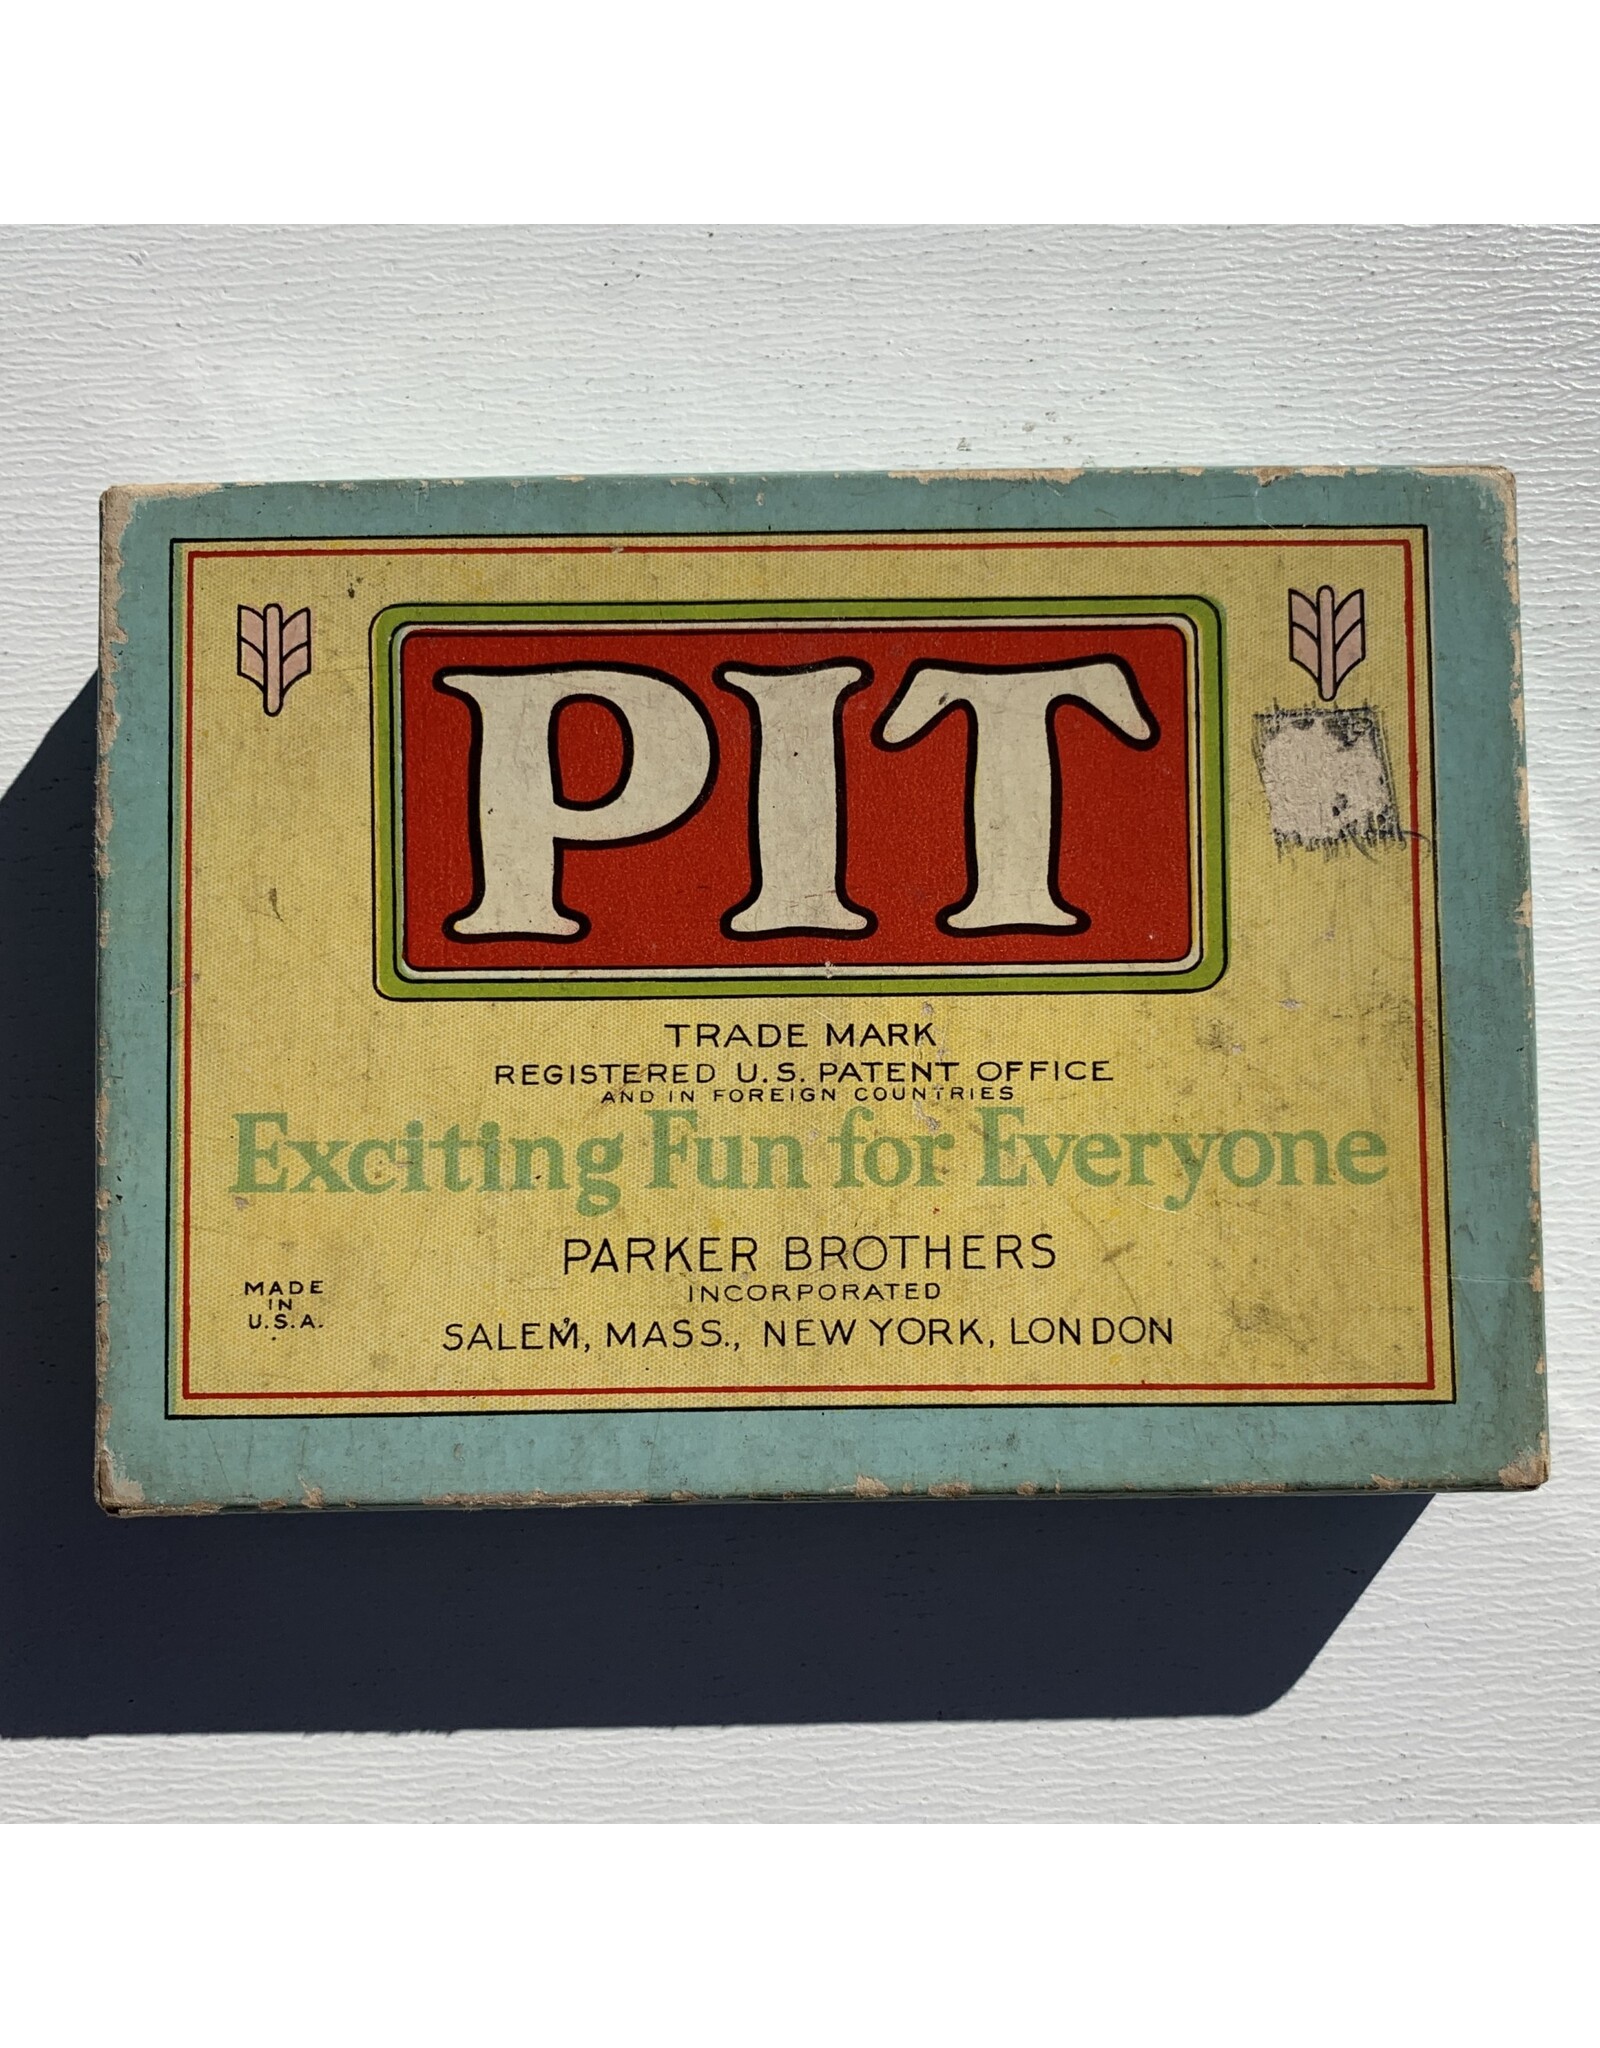 PIT
TRADE MARK
REGISTERED U.S. PATENT OFFICE
AND IN FOREIGN COUNTRIES
Exciting Fun for Everyone
PARKER BROTHERS
INCORPORATED
SALEM, MASS., NEW YORK, LONDON
MADE
IN
U.S.A.